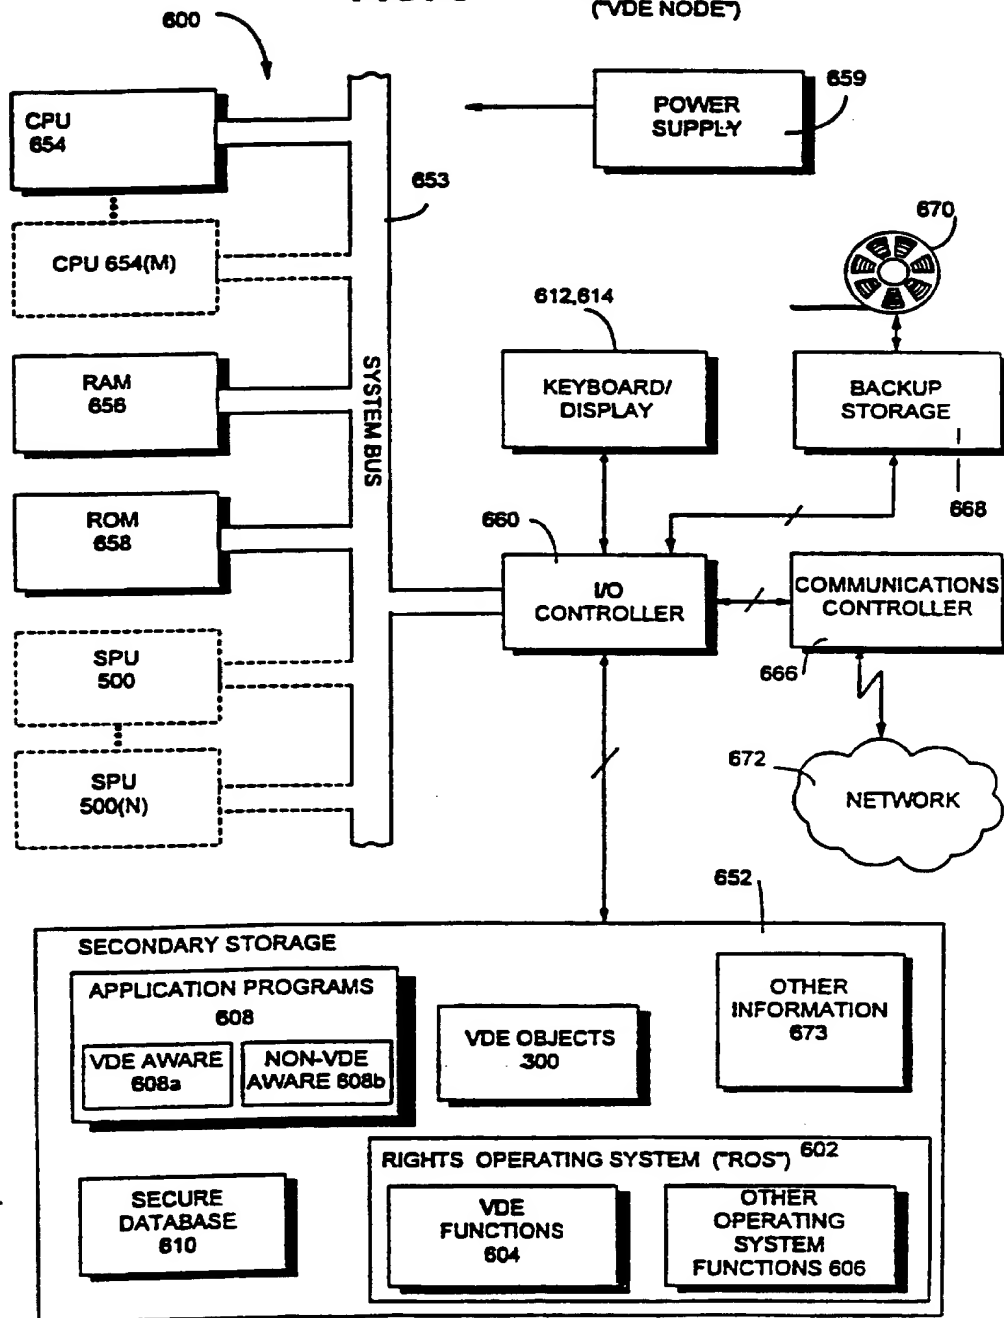 ("VDE NODE")
600
CPU
654
POWER
SUPPLY
659
653
670
CPU 654(M)
612,614
RAM
656
SYSTEM BUS
KEYBOARD/
DISPLAY
BACKUP
STORAGE
668
ROM
658
660
I/O
CONTROLLER
COMMUNICATIONS
CONTROLLER
666
SPU
500
SPU
500(N)
672
NETWORK
652
SECONDARY STORAGE
APPLICATION PROGRAMS
608
VDE AWARE
608a
NON-VDE
AWARE 608b
VDE OBJECTS
300
OTHER
INFORMATION
673
SECURE
DATABASE
610
RIGHTS OPERATING SYSTEM ("ROS") 602
VDE
FUNCTIONS
604
OTHER
OPERATING
SYSTEM
FUNCTIONS 606